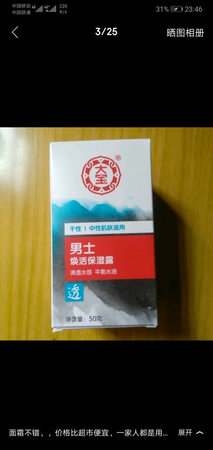 中国移动 46 4G 239
中国联通 K/s
31% 23:46
3/25
晒图相册
大宝
®
干性 | 中性肌肤适用
男士
焕活保湿露
清透水感 平衡水油
透
净含量：50克
面霜不错，，价格比超市便宜，一家人都是用... 展开